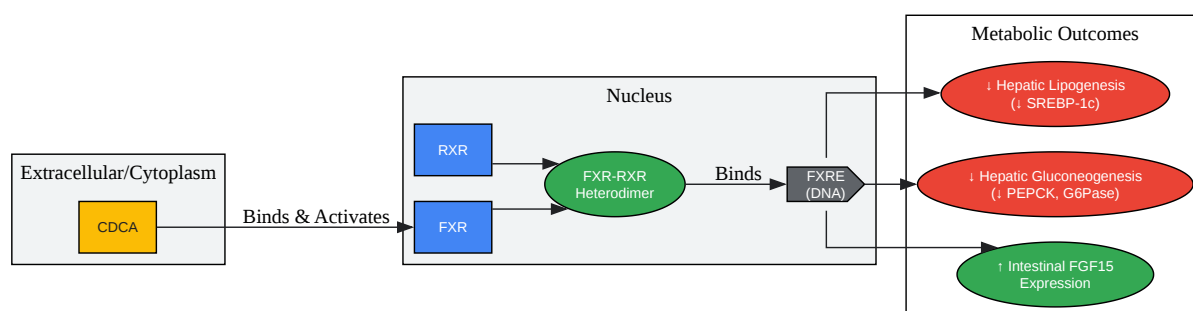 Extracellular/Cytoplasm
CDCA
Binds & Activates
Nucleus
RXR
FXR
FXR-RXR
Heterodimer
Binds
FXRE
(DNA)
Metabolic Outcomes
↓ Hepatic Lipogenesis
(↓ SREBP-1c)
↓ Hepatic Gluconeogenesis
(↓ PEPCK, G6Pase)
↑ Intestinal FGF15
Expression